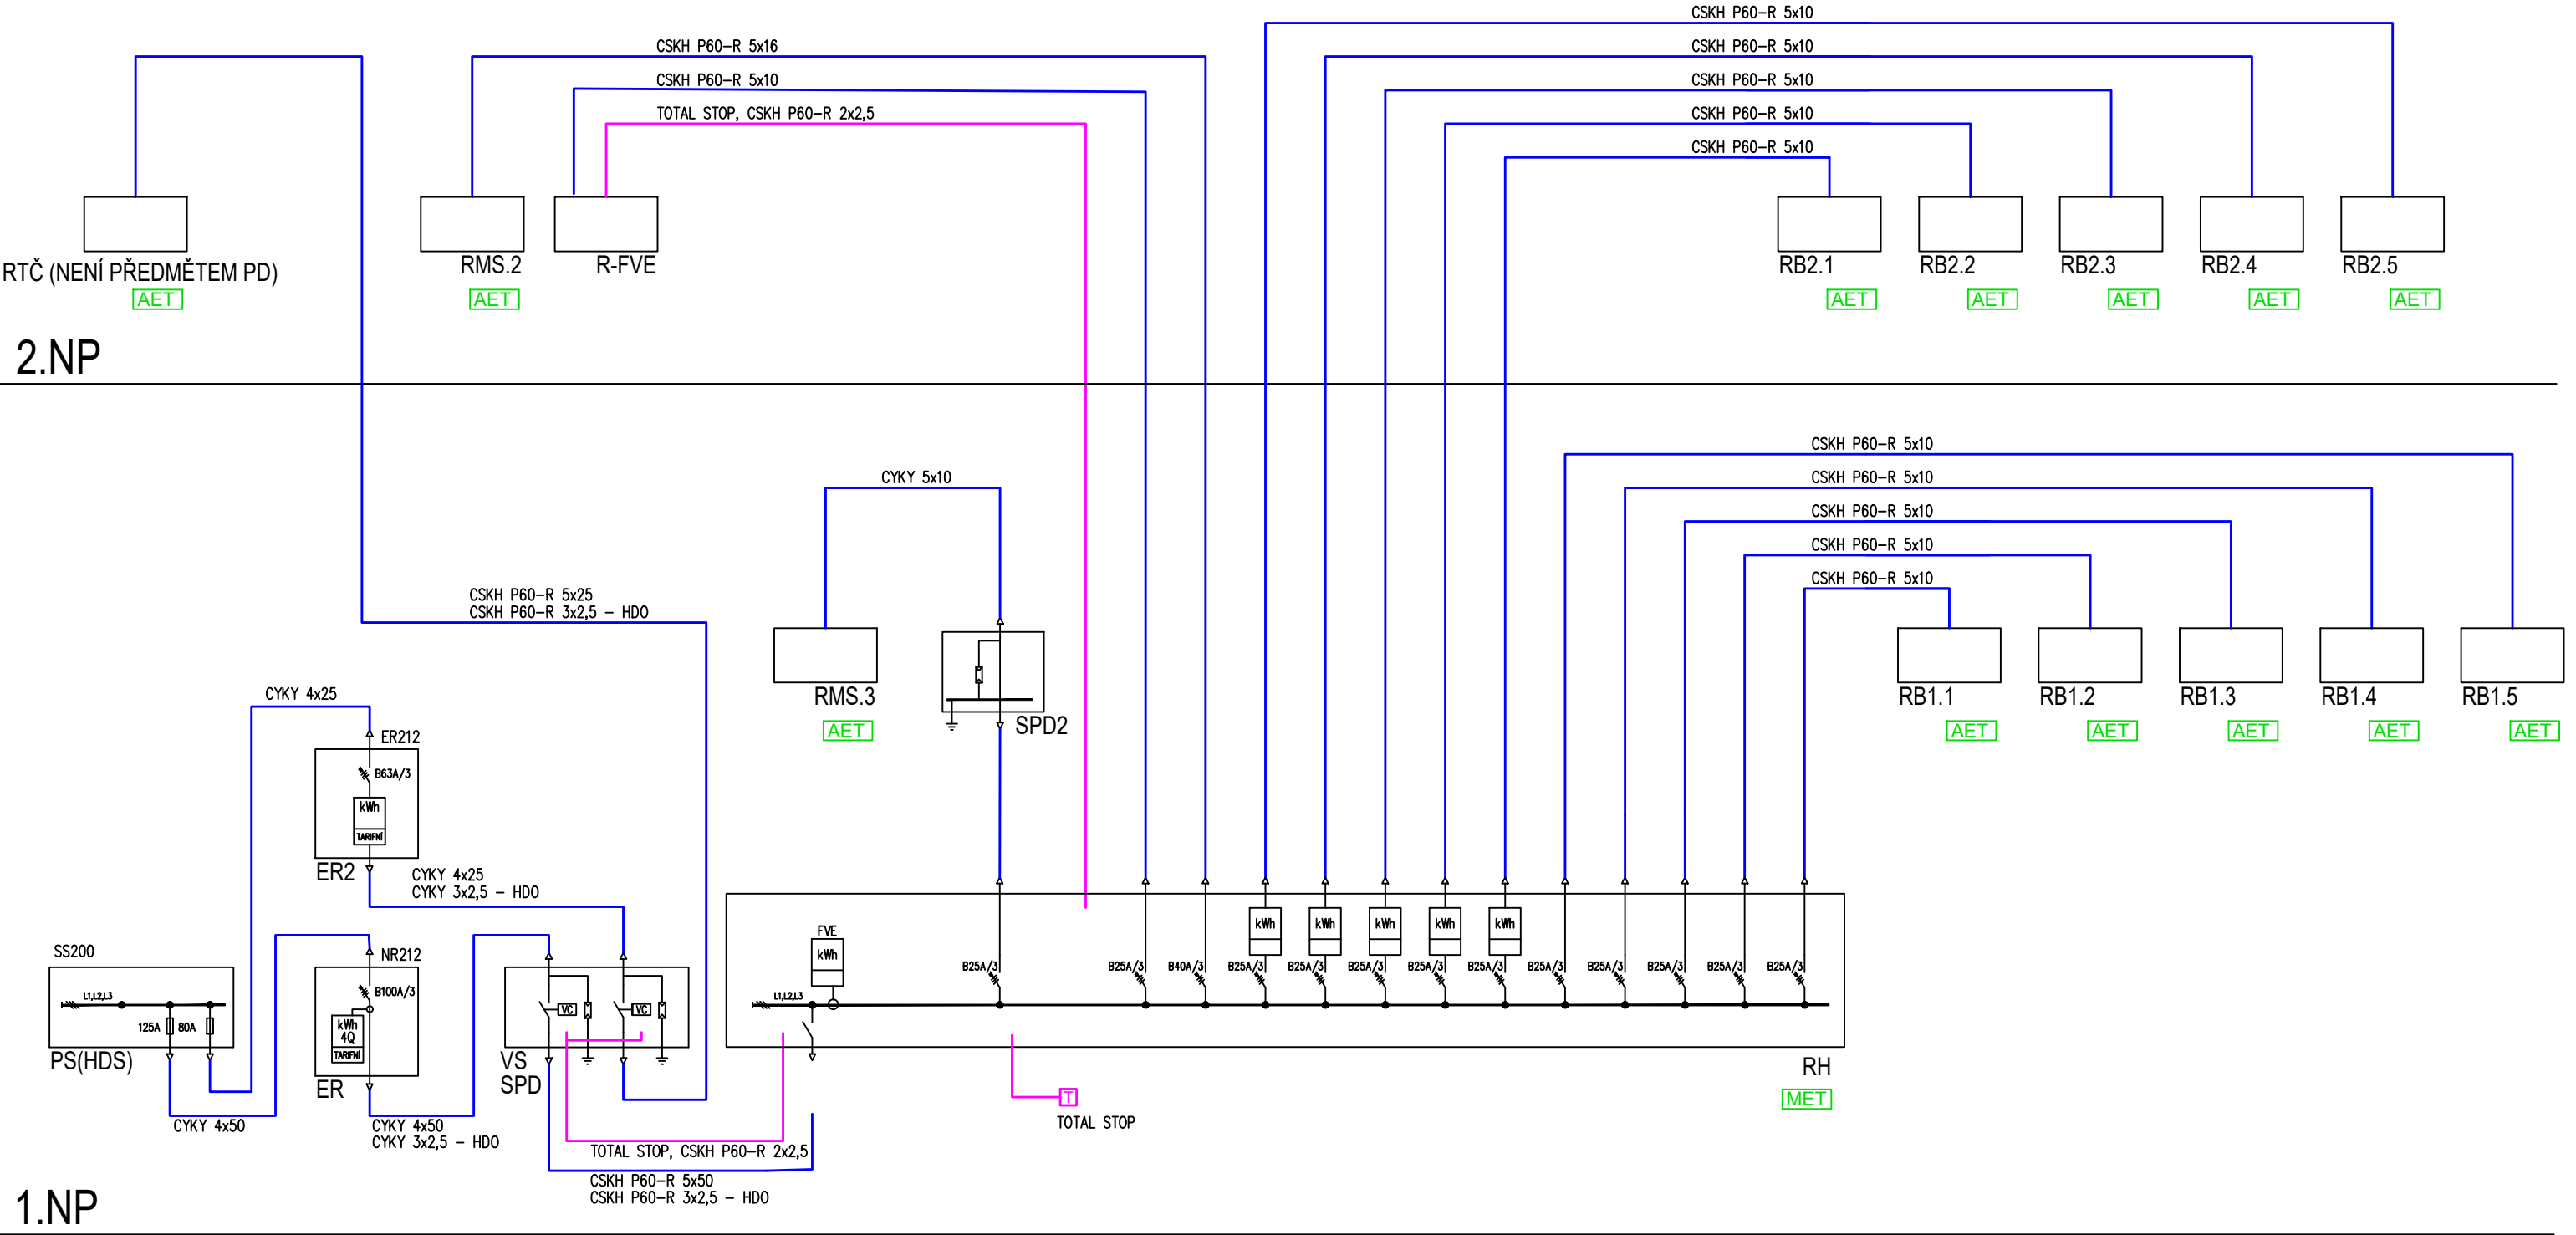 CSKH P60-R 5x10
CSKH P60-R 5x16
CSKH P60-R 5x10
CSKH P60-R 5x10
CSKH P60-R 5x10
TOTAL STOP, CSKH P60-R 2x2,5
CSKH P60-R 5x10
CSKH P60-R 5x10
RTČ (NENÍ PŘEDMĚTEM PD)
RMS.2
R-FVE
RB2.1
RB2.2
RB2.3
RB2.4
RB2.5
AET
AET
AET
AET
AET
AET
AET
2.NP
CSKH P60-R 5x10
CYKY 5x10
CSKH P60-R 5x10
CSKH P60-R 5x10
CSKH P60-R 5x10
CSKH P60-R 5x10
CSKH P60-R 5x25
CSKH P60-R 3x2,5 - HDO
CYKY 4x25
RMS.3
AET
SPD2
RB1.1
RB1.2
RB1.3
RB1.4
RB1.5
AET
AET
AET
AET
AET
ER212
B63A/3
kWh
TARIFNÍ
ER2
CYKY 4x25
CYKY 3x2,5 - HDO
FVE
kWh
kWh
kWh
kWh
kWh
kWh
SS200
NR212
B25A/3
B25A/3
B40A/3
B25A/3
B25A/3
B25A/3
B25A/3
B25A/3
B25A/3
B25A/3
B25A/3
B25A/3
B25A/3
L1,L2,L3
B100A/3
L1,L2,L3
125A
80A
kWh
4Q
TARIFNÍ
VC
VC
PS(HDS)
ER
VS
SPD
RH
MET
T
TOTAL STOP
CYKY 4x50
CYKY 4x50
CYKY 3x2,5 - HDO
TOTAL STOP, CSKH P60-R 2x2,5
CSKH P60-R 5x50
CSKH P60-R 3x2,5 - HDO
1.NP